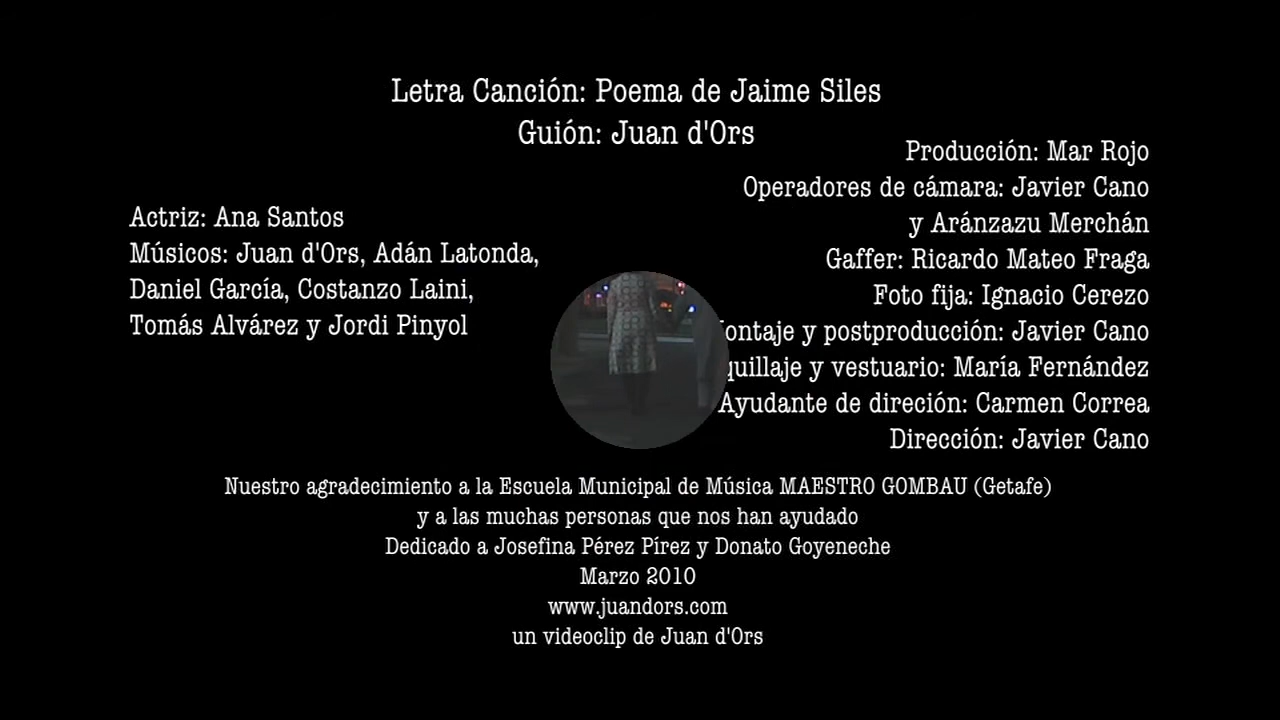 Letra Canción: Poema de Jaime Siles
Guión: Juan d'Ors
Actriz: Ana Santos
Músicos: Juan d'Ors, Adán Latonda,
Daniel García, Costanzo Laini,
Tomás Alvárez y Jordi Pinyol
Producción: Mar Rojo
Operadores de cámara: Javier Cano
y Aránzazu Merchán
Gaffer: Ricardo Mateo Fraga
Foto fija: Ignacio Cerezo
y postproducción: Javier Cano
y vestuario: María Fernández
Ayudante de direción: Carmen Correa
Dirección: Javier Cano
Nuestro agradecimiento a la Escuela Municipal de Música MAESTRO GOMBAU (Getafe)
y a las muchas personas que nos han ayudado
Dedicado a Josefina Pérez Pírez y Donato Goyeneche
Marzo 2010
www.juandors.com
un videoclip de Juan d'Ors